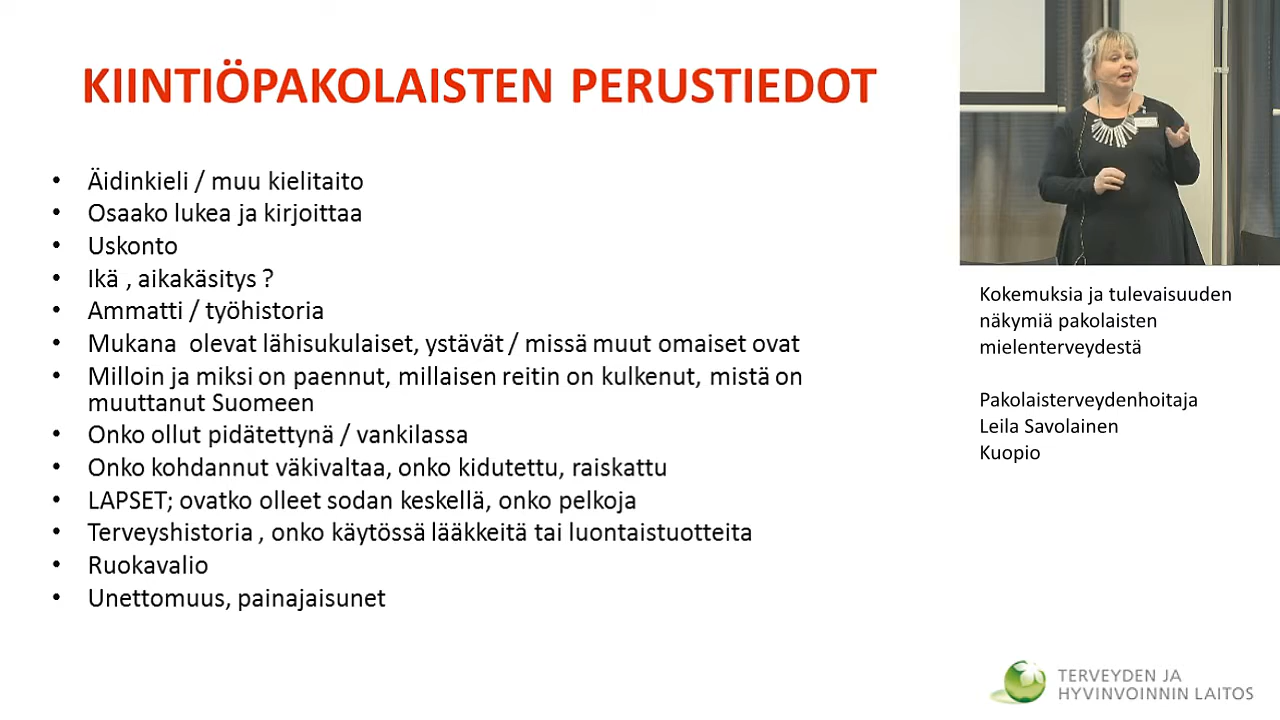 KIINTIÖPAKOLAISTEN PERUSTIEDOT
• Äidinkieli / muu kielitaito
• Osaako lukea ja kirjoittaa
• Uskonto
• Ikä , aikakäsitys ?
• Ammatti / työhistoria
• Mukana  olevat lähisukulaiset, ystävät / missä muut omaiset ovat
• Milloin ja miksi on paennut, millaisen reitin on kulkenut, mistä on
muuttanut Suomeen
• Onko ollut pidätettynä / vankilassa
• Onko kohdannut väkivaltaa, onko kidutettu, raiskattu
• LAPSET; ovatko olleet sodan keskellä, onko pelkoja
• Terveyshistoria , onko käytössä lääkkeitä tai luontaistuotteita
• Ruokavalio
• Unettomuus, painajaisunet
Kokemuksia ja tulevaisuuden
näkymiä pakolaisten
mielenterveydestä
Pakolaisterveydenhoitaja
Leila Savolainen
Kuopio
TERVEYDEN JA
HYVINVOINNIN LAITOS